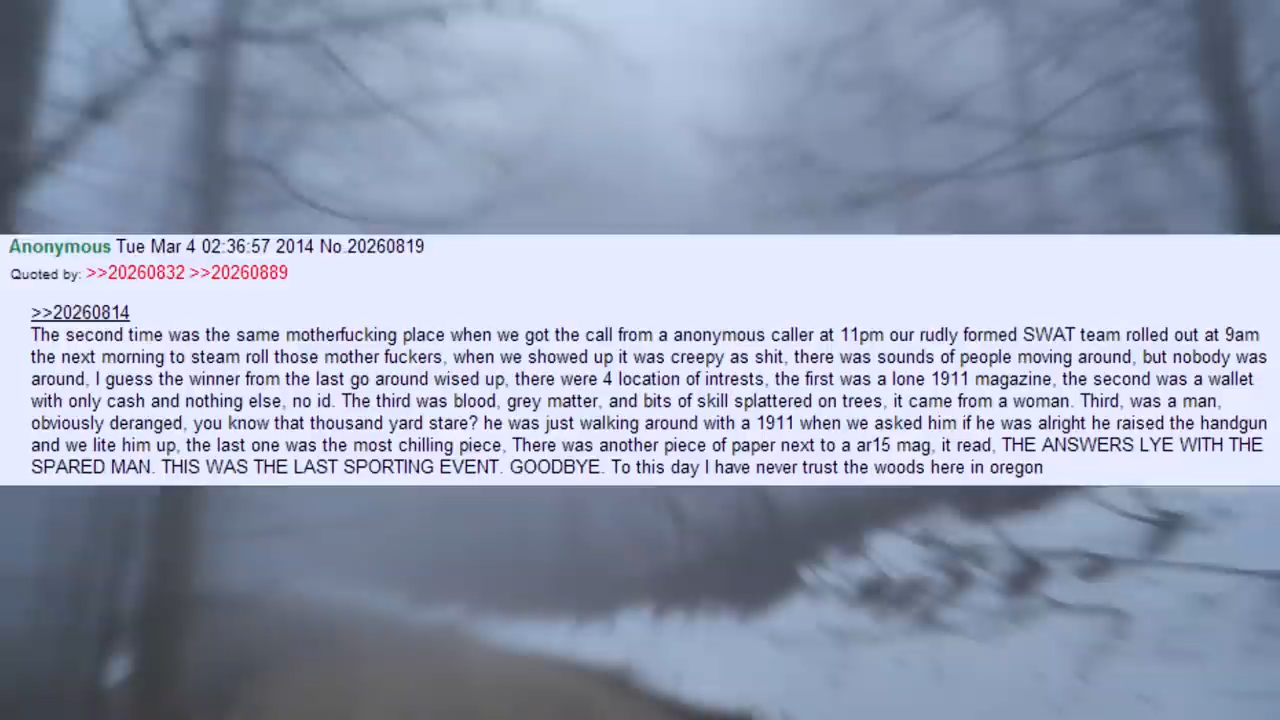 Anonymous Tue Mar 4 02:36:57 2014 No.20260819
Quoted by: >>20260832 >>20260889
>>20260814
The second time was the same motherfucking place when we got the call from a anonymous caller at 11pm our rudly formed SWAT team rolled out at 9am
the next morning to steam roll those mother fuckers, when we showed up it was creepy as shit, there was sounds of people moving around, but nobody was
around, I guess the winner from the last go around wised up, there were 4 location of intrests, the first was a lone 1911 magazine, the second was a wallet
with only cash and nothing else, no id. The third was blood, grey matter, and bits of skill splattered on trees, it came from a woman. Third, was a man,
obviously deranged, you know that thousand yard stare? he was just walking around with a 1911 when we asked him if he was alright he raised the handgun
and we lite him up, the last one was the most chilling piece, There was another piece of paper next to a ar15 mag, it read, THE ANSWERS LYE WITH THE
SPARED MAN. THIS WAS THE LAST SPORTING EVENT. GOODBYE. To this day I have never trust the woods here in oregon